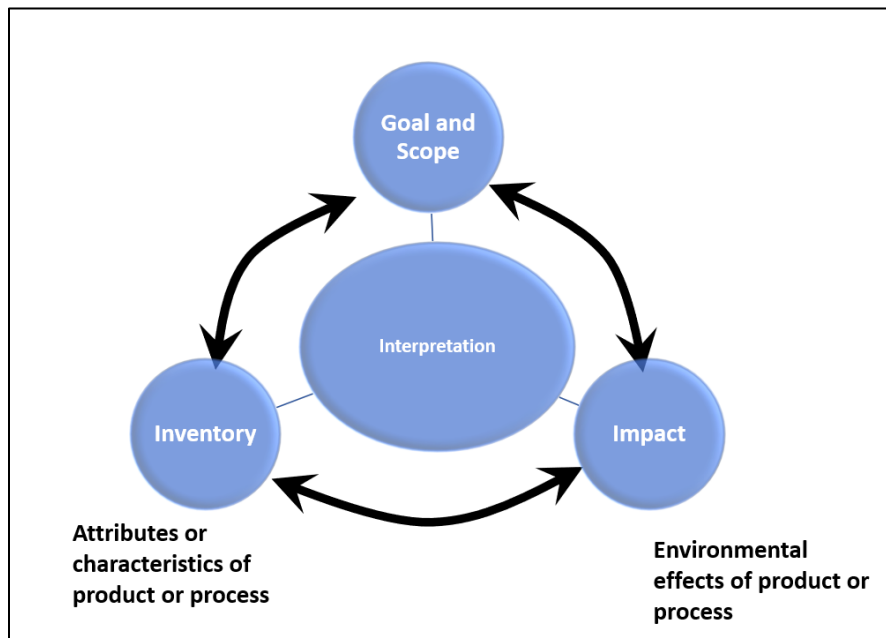 Goal and
Scope
Interpretation
Inventory
Impact
Attributes or
characteristics of
product or process
Environmental
effects of product or
process